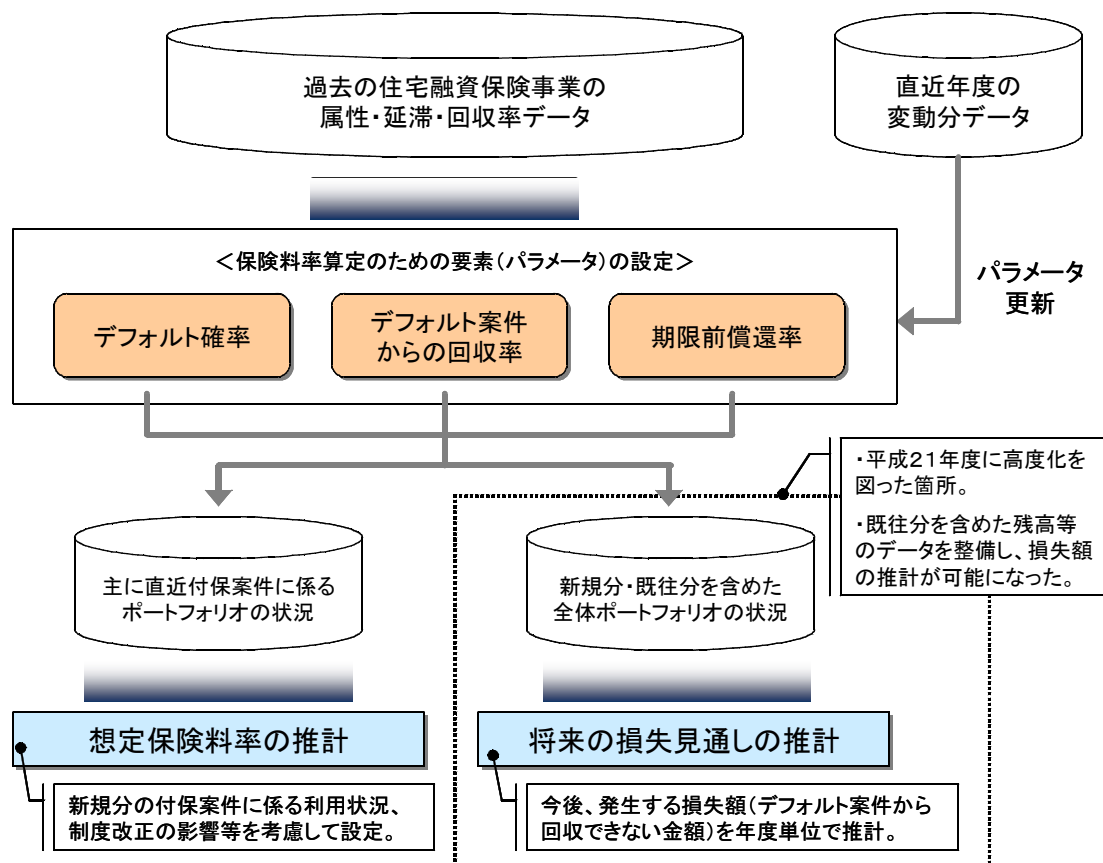 過去の住宅融資保険事業の
属性・延滞・回収率データ
直近年度の
変動分データ
＜保険料率算定のための要素（パラメータ）の設定＞
パラメータ
更新
デフォルト確率
デフォルト案件
からの回収率
期限前償還率
・平成２１年度に高度化を
図った箇所。
・既往分を含めた残高等
のデータを整備し、損失額
の推計が可能になった。
主に直近付保案件に係る
ポートフォリオの状況
新規分・既往分を含めた
全体ポートフォリオの状況
想定保険料率の推計
将来の損失見通しの推計
新規分の付保案件に係る利用状況、
制度改正の影響等を考慮して設定。
今後、発生する損失額（デフォルト案件から
回収できない金額）を年度単位で推計。